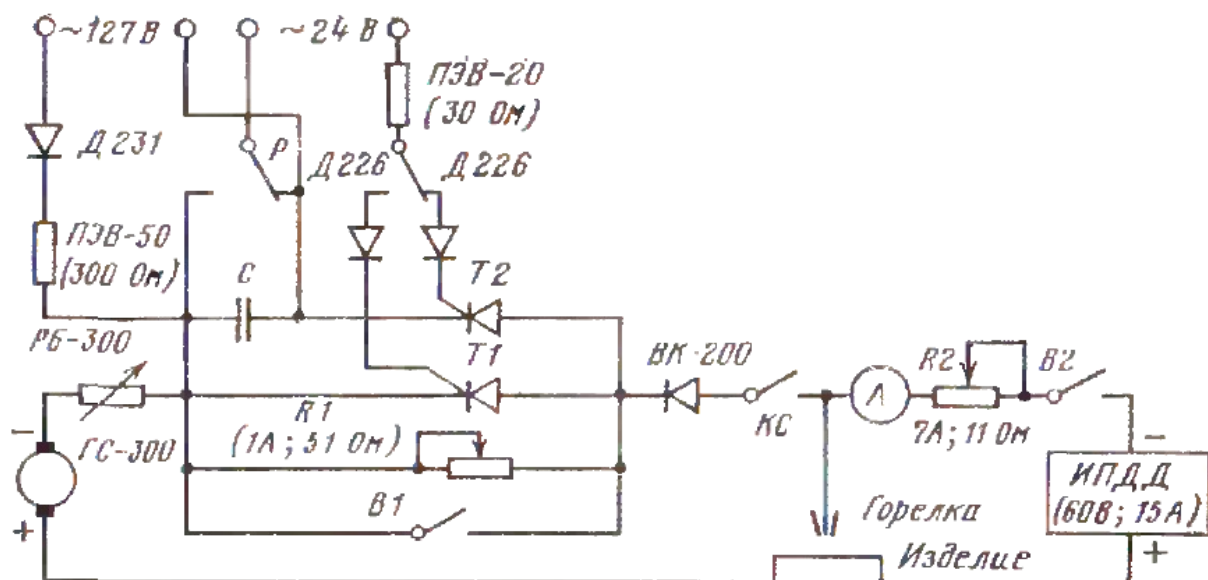 ~127 В
~24 В
ПЭВ-20
(30 Ом)
Д 231
Р
Д 226
Д 226
ПЭВ-50
(300 Ом)
С
Т2
РБ-300
Т1
ВК-200
R2
В2
А
R1
(1А; 51 Ом)
КС
7А; 11 Ом
-
ГС-300
-
ИПДД
(60В; 15А)
В1
+
Горелка
+
Изделие